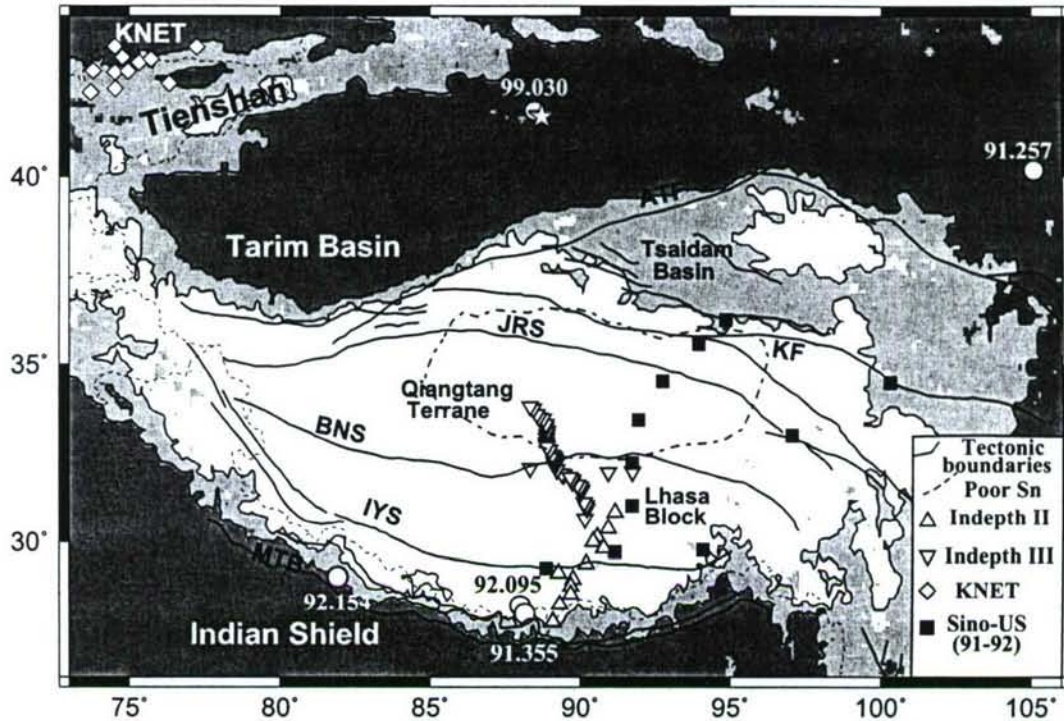 KNET
Tienshan
99.030
91.257
40°
ATF
Tarim Basin
Tsaidam
Basin
JRS
KF
35°
Qiangtang
Terrane
BNS
Tectonic
boundaries
Poor Sn
Lhasa
Block
Indepth II
IYS
Indepth III
30°
MTB
KNET
92.095
92.154
Sino-US
(91-92)
Indian Shield
91.355
75°
80°
85°
90°
95°
100°
105°